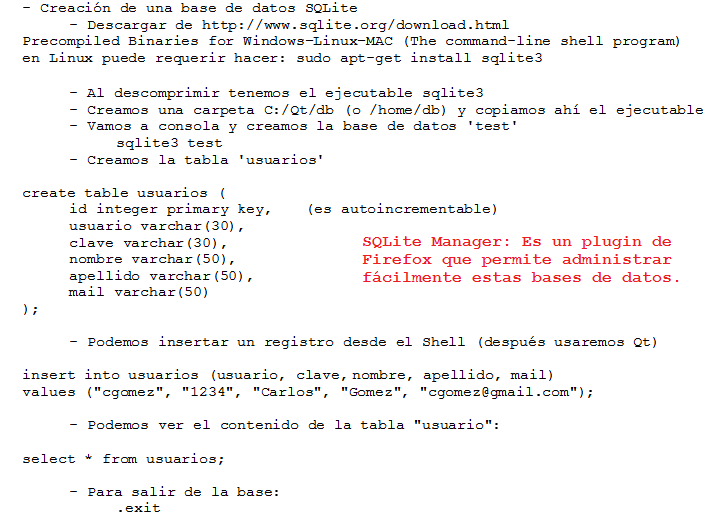 - Creación de una base de datos SQLite
- Descargar de http://www.sqlite.org/download.html
Precompiled Binaries for Windows-Linux-MAC (The command-line shell program)
en Linux puede requerir hacer: sudo apt-get install sqlite3
- Al descomprimir tenemos el ejecutable sqlite3
- Creamos una carpeta C:/Qt/db (o /home/db) y copiamos ahí el ejecutable
- Vamos a consola y creamos la base de datos 'test'
sqlite3 test
- Creamos la tabla 'usuarios'
create table usuarios (
id integer primary key, (es autoincrementable)
usuario varchar(30),
clave varchar(30),
nombre varchar(50),
apellido varchar(50),
mail varchar(50)
);
SQLite Manager: Es un plugin de
Firefox que permite administrar
fácilmente estas bases de datos.
- Podemos insertar un registro desde el Shell (después usaremos Qt)
insert into usuarios (usuario, clave, nombre, apellido, mail)
values ("cgomez", "1234", "Carlos", "Gomez", "cgomez@gmail.com");
- Podemos ver el contenido de la tabla "usuario":
select * from usuarios;
- Para salir de la base:
.exit